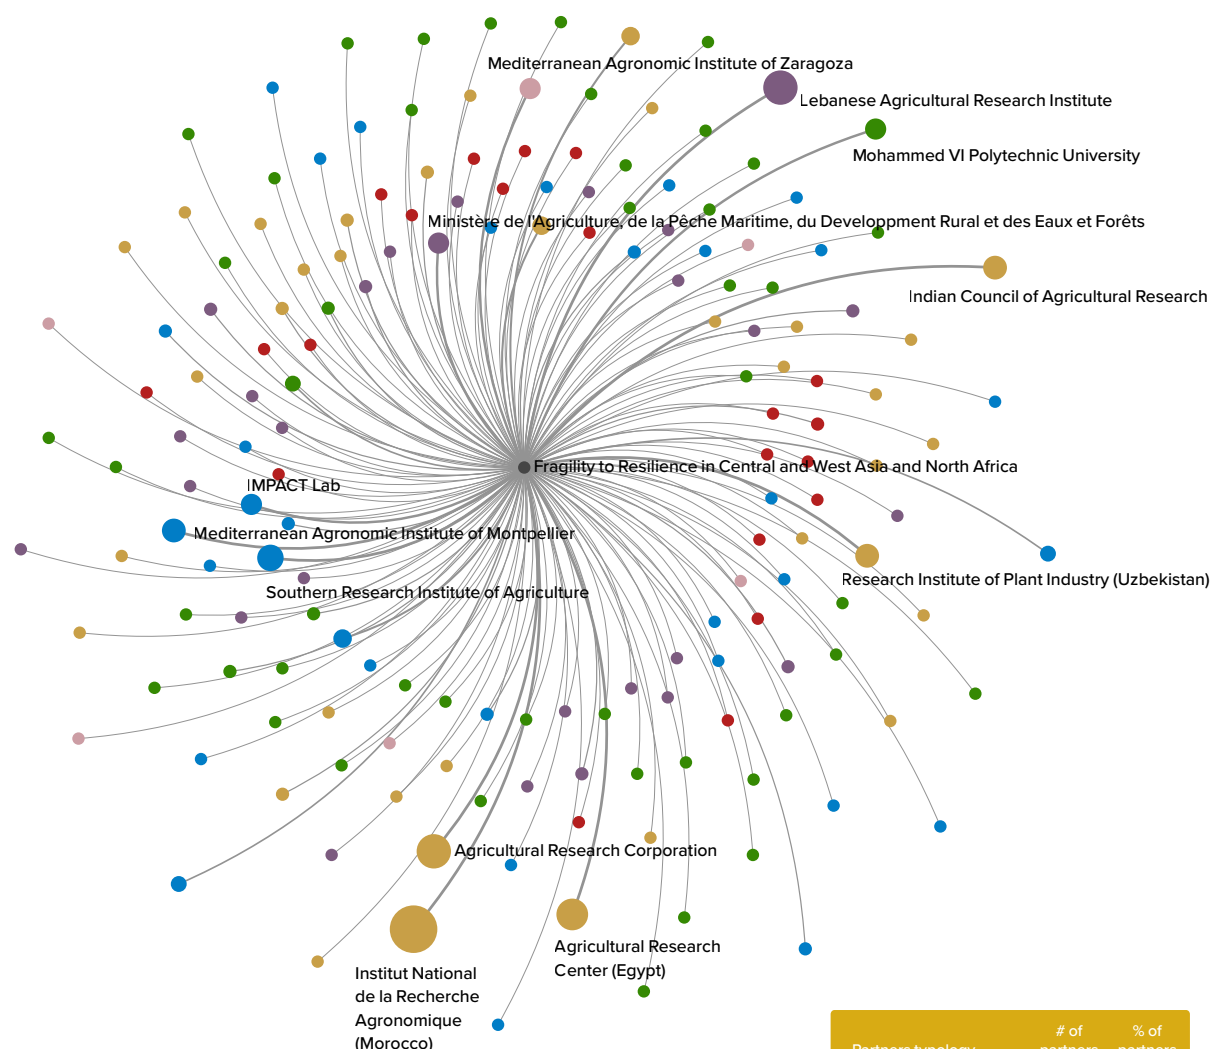 Mediterranean Agronomic Institute of Zaragoza
Lebanese Agricultural Research Institute
Mohammed VI Polytechnic University
Ministère de l'Agriculture, de la Pêche Maritime, du Developpment Rural et des Eaux et Forêts
Indian Council of Agricultural Research
Fragility to Resilience in Central and West Asia and North Africa
IMPACT Lab
Mediterranean Agronomic Institute of Montpellier
Research Institute of Plant Industry (Uzbekistan)
Southern Research Institute of Agriculture
Agricultural Research Corporation
Agricultural Research
Center (Egypt)
Institut National
de la Recherche
Agronomique
(Morocco)
# of % of
Partners typology partners partners